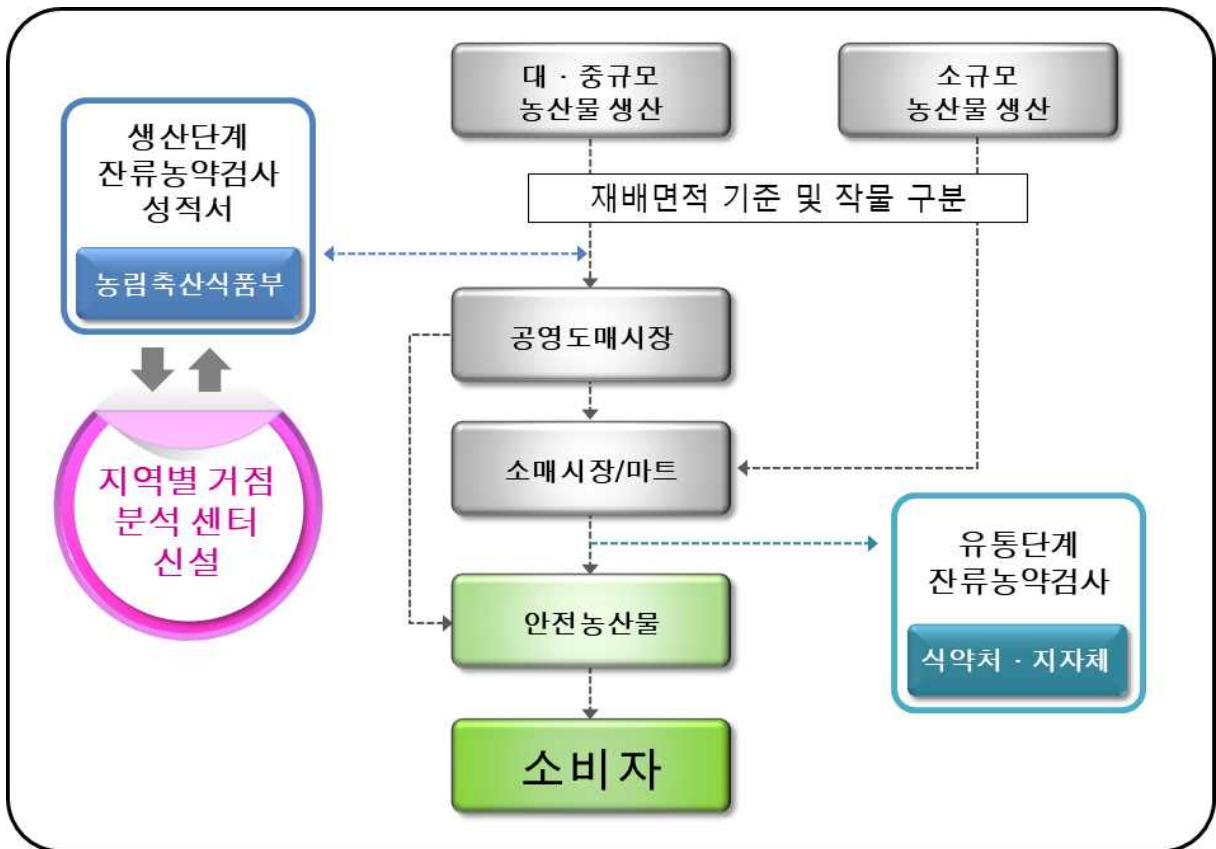 대 · 중규모
농산물 생산
소규모
농산물 생산
생산단계
잔류농약검사
성적서
농림축산식품부
재배면적 기준 및 작물 구분
공영도매시장
지역별 거점
분석 센터
신설
소매시장/마트
유통단계
잔류농약검사
식약처 · 지자체
안전농산물
소비자